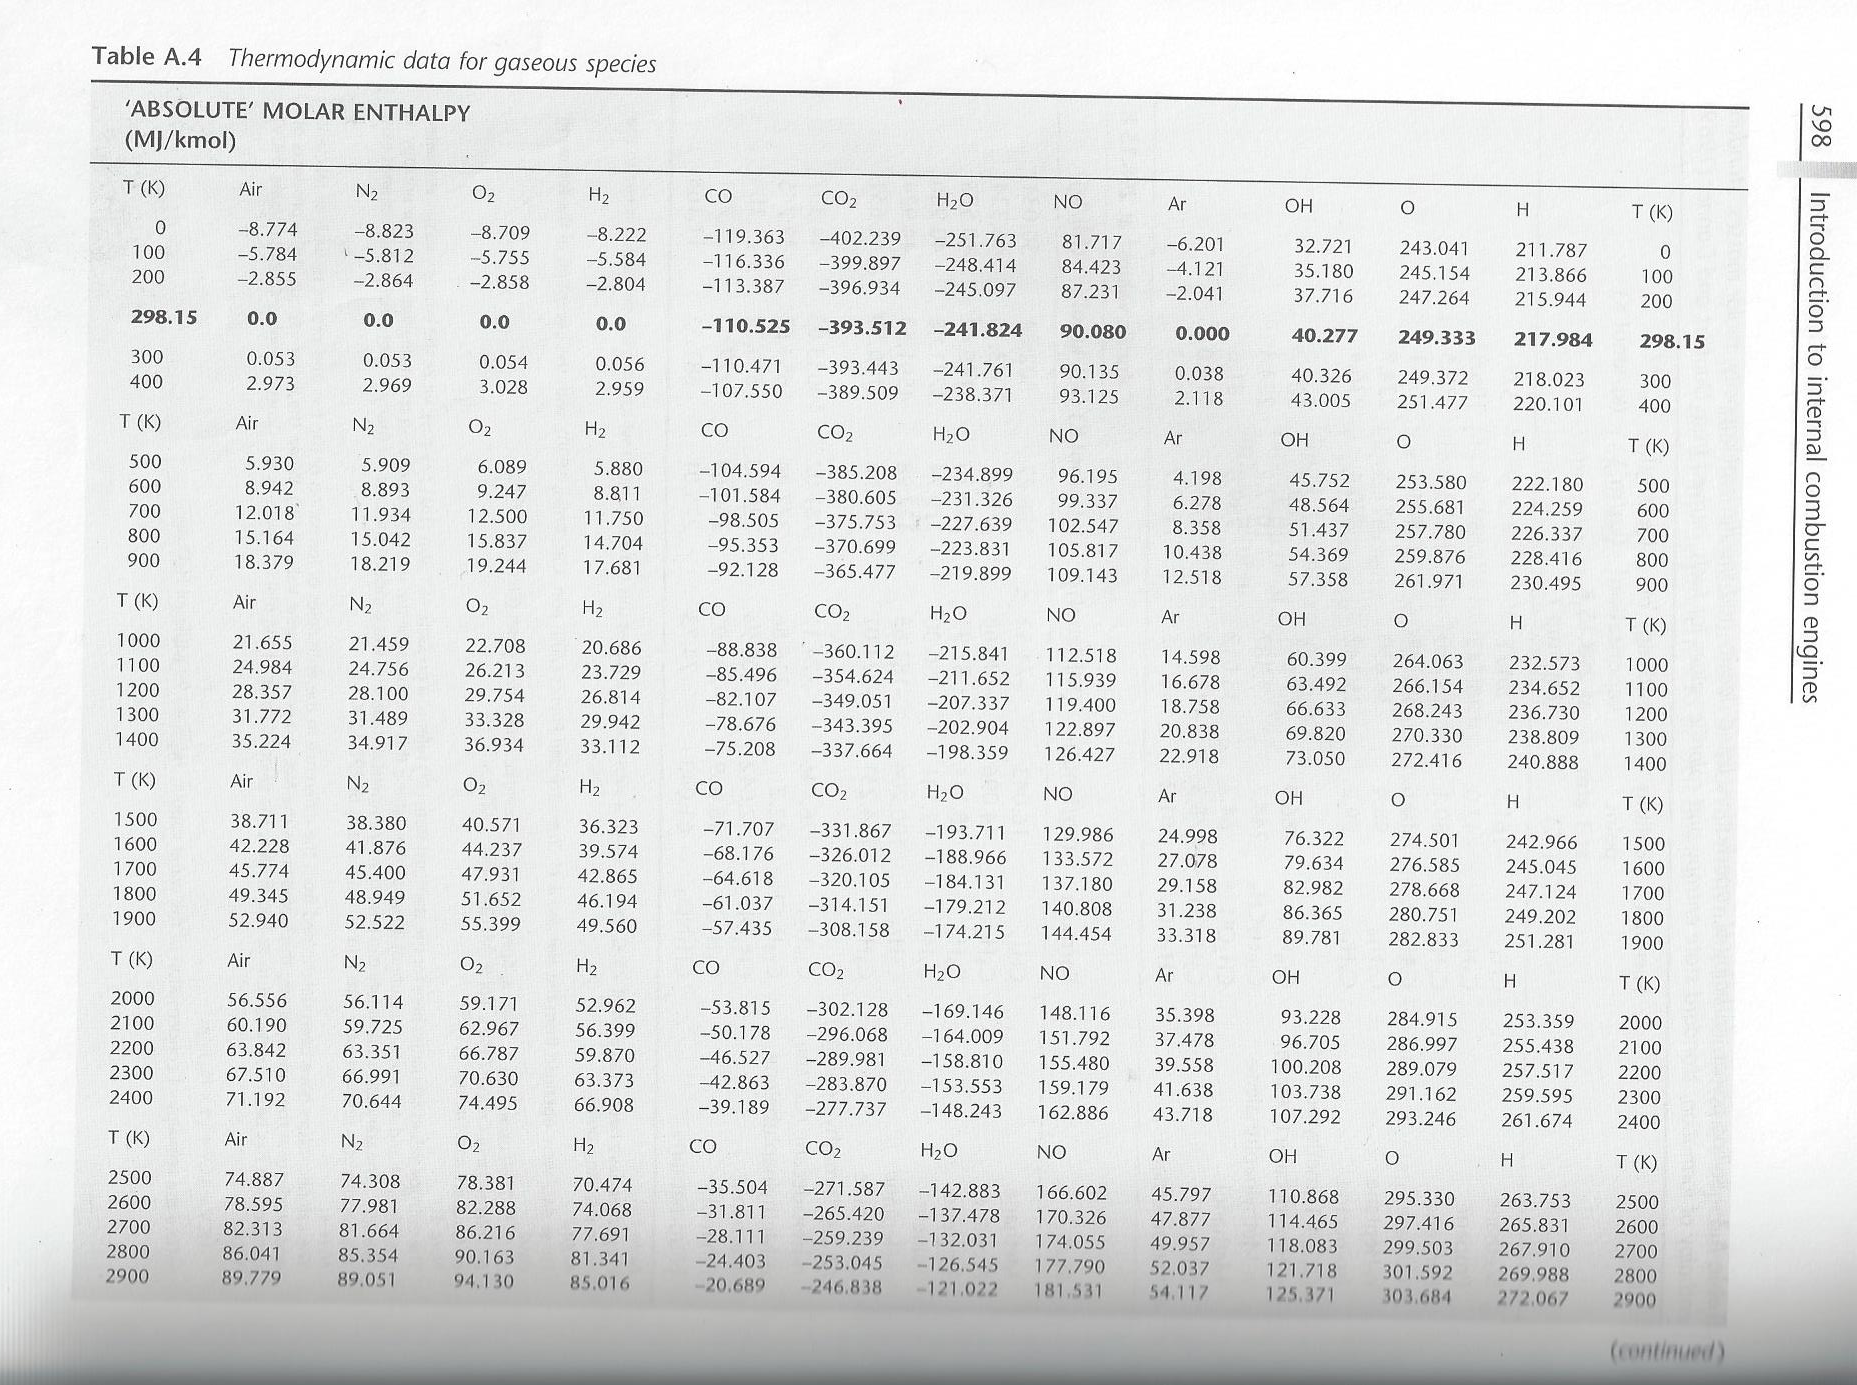 Table A.4 Thermodynamic data for gaseous species
'ABSOLUTE' MOLAR ENTHALPY
(MJ/kmol)
T (K) Air N2 O2 H2 CO CO2 H2O NO Ar OH O H T (K)
0 –8.774 –8.823 –8.709 –8.222 –119.363 –402.239 –251.763 81.717 –6.201 32.721 243.041 211.787 0
100 –5.784 –5.812 –5.755 –5.584 –116.336 –399.897 –248.414 84.423 –4.121 35.180 245.154 213.866 100
200 –2.855 –2.864 –2.858 –2.804 –113.387 –396.934 –245.097 87.231 –2.041 37.716 247.264 215.944 200
298.15 0.0 0.0 0.0 0.0 –110.525 –393.512 –241.824 90.080 0.000 40.277 249.333 217.984 298.15
300 0.053 0.053 0.054 0.056 –110.471 –393.443 –241.761 90.135 0.038 40.326 249.372 218.023 300
400 2.973 2.969 3.028 2.959 –107.550 –389.509 –238.371 93.125 2.118 43.005 251.477 220.101 400
T (K) Air N2 O2 H2 CO CO2 H2O NO Ar OH O H T (K)
500 5.930 5.909 6.089 5.880 –104.594 –385.208 –234.899 96.195 4.198 45.752 253.580 222.180 500
600 8.942 8.893 9.247 8.811 –101.584 –380.605 –231.326 99.337 6.278 48.564 255.681 224.259 600
700 12.018 11.934 12.500 11.750 –98.505 –375.753 –227.639 102.547 8.358 51.437 257.780 226.337 700
800 15.164 15.042 15.837 14.704 –95.353 –370.699 –223.831 105.817 10.438 54.369 259.876 228.416 800
900 18.379 18.219 19.244 17.681 –92.128 –365.477 –219.899 109.143 12.518 57.358 261.971 230.495 900
T (K) Air N2 O2 H2 CO CO2 H2O NO Ar OH O H T (K)
1000 21.655 21.459 22.708 20.686 –88.838 –360.112 –215.841 112.518 14.598 60.399 264.063 232.573 1000
1100 24.984 24.756 26.213 23.729 –85.496 –354.624 –211.652 115.939 16.678 63.492 266.154 234.652 1100
1200 28.357 28.100 29.754 26.814 –82.107 –349.051 –207.337 119.400 18.758 66.633 268.243 236.730 1200
1300 31.772 31.489 33.328 29.942 –78.676 –343.395 –202.904 122.897 20.838 69.820 270.330 238.809 1300
1400 35.224 34.917 36.934 33.112 –75.208 –337.664 –198.359 126.427 22.918 73.050 272.416 240.888 1400
T (K) Air N2 O2 H2 CO CO2 H2O NO Ar OH O H T (K)
1500 38.711 38.380 40.571 36.323 –71.707 –331.867 –193.711 129.986 24.998 76.322 274.501 242.966 1500
1600 42.228 41.876 44.237 39.574 –68.176 –326.012 –188.966 133.572 27.078 79.634 276.585 245.045 1600
1700 45.774 45.400 47.931 42.865 –64.618 –320.105 –184.131 137.180 29.158 82.982 278.668 247.124 1700
1800 49.345 48.949 51.652 46.194 –61.037 –314.151 –179.212 140.808 31.238 86.365 280.751 249.202 1800
1900 52.940 52.522 55.399 49.560 –57.435 –308.158 –174.215 144.454 33.318 89.781 282.833 251.281 1900
T (K) Air N2 O2 H2 CO CO2 H2O NO Ar OH O H T (K)
2000 56.556 56.114 59.171 52.962 –53.815 –302.128 –169.146 148.116 35.398 93.228 284.915 253.359 2000
2100 60.190 59.725 62.967 56.399 –50.178 –296.068 –164.009 151.792 37.478 96.705 286.997 255.438 2100
2200 63.842 63.351 66.787 59.870 –46.527 –289.981 –158.810 155.480 39.558 100.208 289.079 257.517 2200
2300 67.510 66.991 70.630 63.373 –42.863 –283.870 –153.553 159.179 41.638 103.738 291.162 259.595 2300
2400 71.192 70.644 74.495 66.908 –39.189 –277.737 –148.243 162.886 43.718 107.292 293.246 261.674 2400
T (K) Air N2 O2 H2 CO CO2 H2O NO Ar OH O H T (K)
2500 74.887 74.308 78.381 70.474 –35.504 –271.587 –142.883 166.602 45.797 110.868 295.330 263.753 2500
2600 78.595 77.981 82.288 74.068 –31.811 –265.420 –137.478 170.326 47.877 114.465 297.416 265.831 2600
2700 82.313 81.664 86.216 77.691 –28.111 –259.239 –132.031 174.055 49.957 118.083 299.503 267.910 2700
2800 86.041 85.354 90.163 81.341 –24.403 –253.045 –126.545 177.790 52.037 121.718 301.592 269.988 2800
2900 89.779 89.051 94.130 85.016 –20.689 –246.838 –121.022 181.531 54.117 125.371 303.684 272.067 2900
(continued)
598 Introduction to internal combustion engines